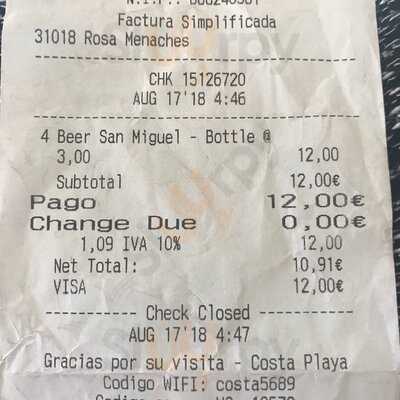 Factura Simplificada
31018 Rosa Menaches
CHK 15126720
AUG 17'18 4:46
4 Beer San Miguel - Bottle @
3,00 12,00
Subtotal 12,00€
Pago 12,00€
Change Due 0,00€
1,09 IVA 10% 12,00
Net Total: 10,91€
VISA 12,00€
----------- Check Closed -----------
AUG 17'18 4:47
Gracias por su visita - Costa Playa
Codigo WIFI: costa5689